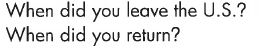 When did you leave the U.S.?
When did you return?